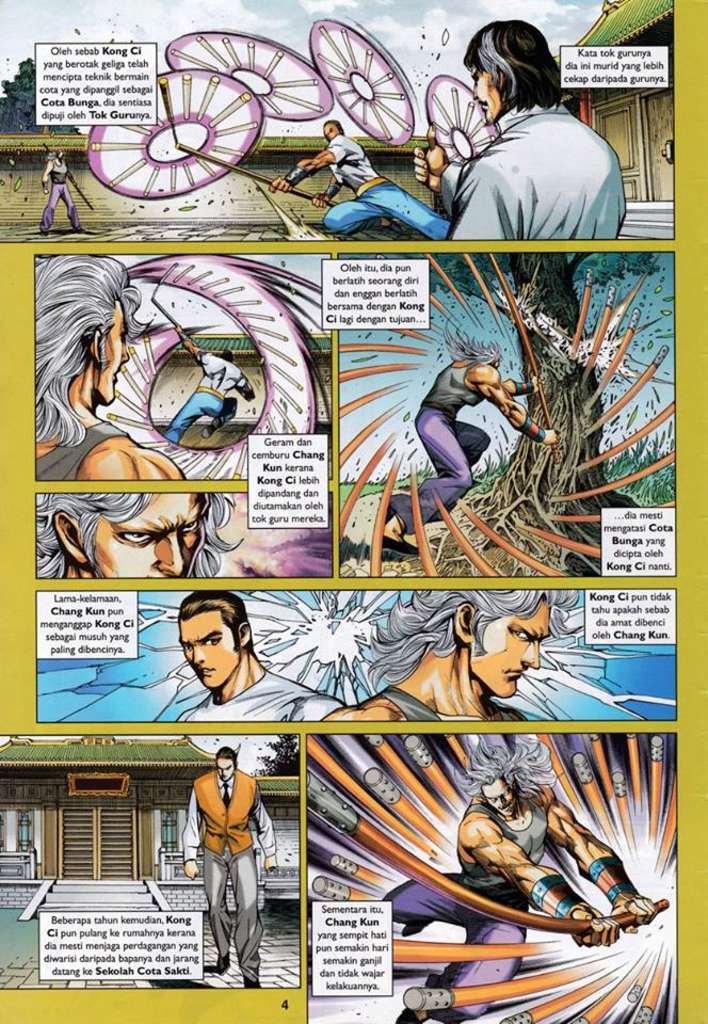 Oleh sebab Kong Ci
yang berotak geliga telah
mencipta teknik bermain
cota yang dipanggil sebagai
Cota Bunga, dia sentiasa
dipuji oleh Tok Gurunya.
Kata tok gurunya
dia ini murid yang lebih
cekap daripada gurunya.
Geram dan
cemburu Chang
Kun kerana
Kong Ci lebih
dipandang dan
diutamakan oleh
tok guru mereka.
Oleh itu, dia pun
berlatih seorang diri
dan enggan berlatih
bersama dengan Kong
Ci lagi dengan tujuan...
...dia mesti
mengatasi Cota
Bunga yang
dicipta oleh
Kong Ci nanti.
Lama-kelamaan,
Chang Kun pun
menganggap Kong Ci
sebagai musuh yang
paling dibencinya.
Kong Ci pun tidak
tahu apakah sebab
dia amat dibenci
oleh Chang Kun.
Beberapa tahun kemudian, Kong
Ci pun pulang ke rumahnya kerana
dia mesti menjaga perdagangan yang
diwarisi daripada bapanya dan jarang
datang ke Sekolah Cota Sakti.
Sementara itu,
Chang Kun
yang sempit hati
pun semakin hari
semakin ganjil
dan tidak wajar
kelakuannya.
4